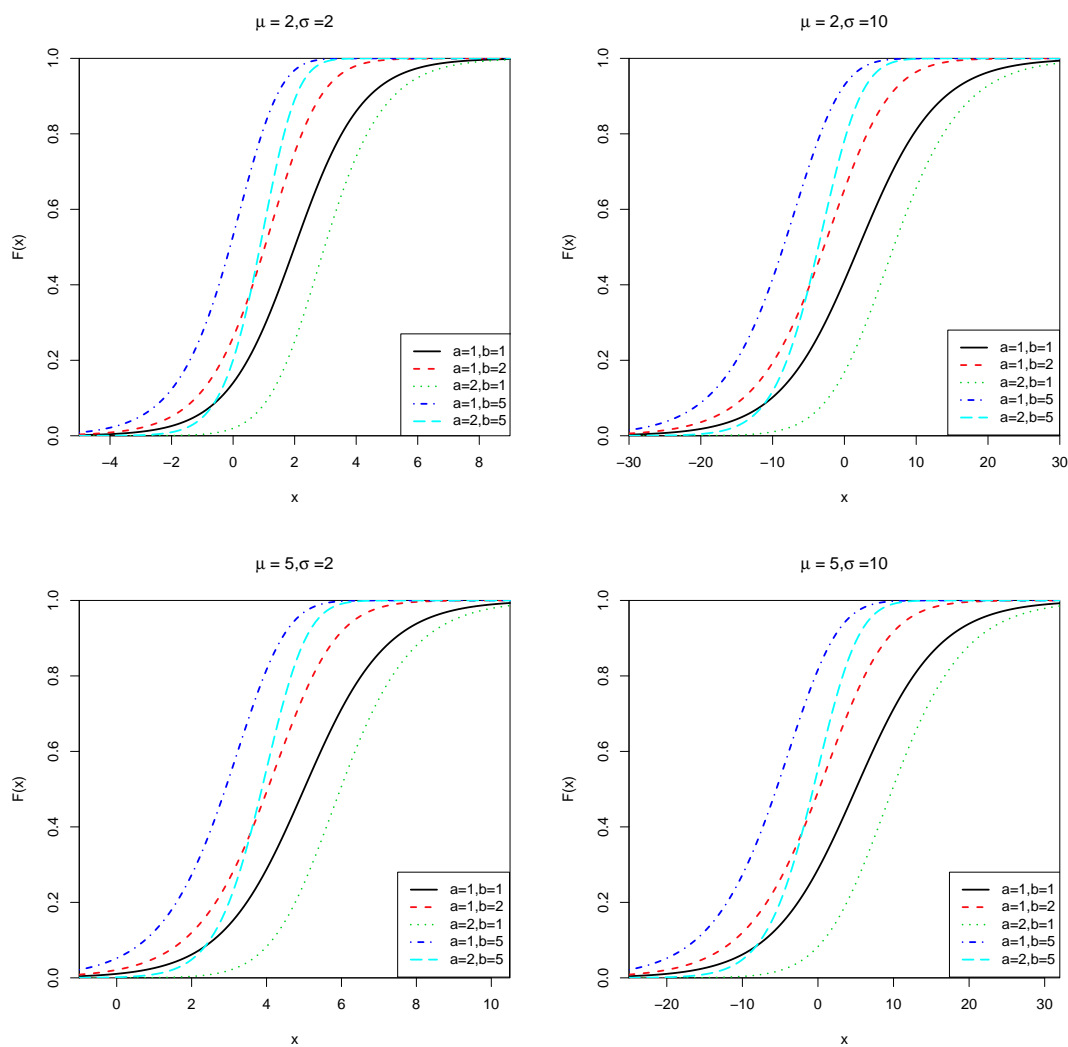 μ = 2,σ =2
F(x)
1.0
0.8
0.6
0.4
0.2
0.0
a=1,b=1
a=1,b=2
a=2,b=1
a=1,b=5
a=2,b=5
−4 −2 0 2 4 6 8
x
μ = 2,σ =10
F(x)
1.0
0.8
0.6
0.4
0.2
0.0
a=1,b=1
a=1,b=2
a=2,b=1
a=1,b=5
a=2,b=5
−30 −20 −10 0 10 20 30
x
μ = 5,σ =2
F(x)
1.0
0.8
0.6
0.4
0.2
0.0
a=1,b=1
a=1,b=2
a=2,b=1
a=1,b=5
a=2,b=5
0 2 4 6 8 10
x
μ = 5,σ =10
F(x)
1.0
0.8
0.6
0.4
0.2
0.0
a=1,b=1
a=1,b=2
a=2,b=1
a=1,b=5
a=2,b=5
−20 −10 0 10 20 30
x